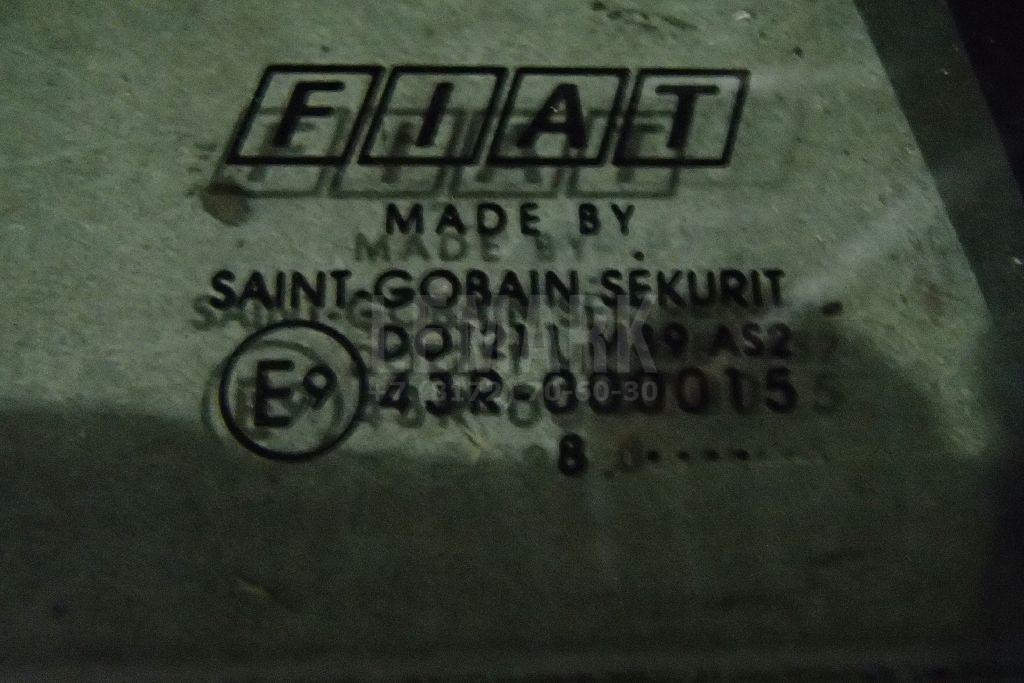 FIAT
MADE BY
SAINT-GOBAIN SEKURIT
AS2
E9 43R-000015
8